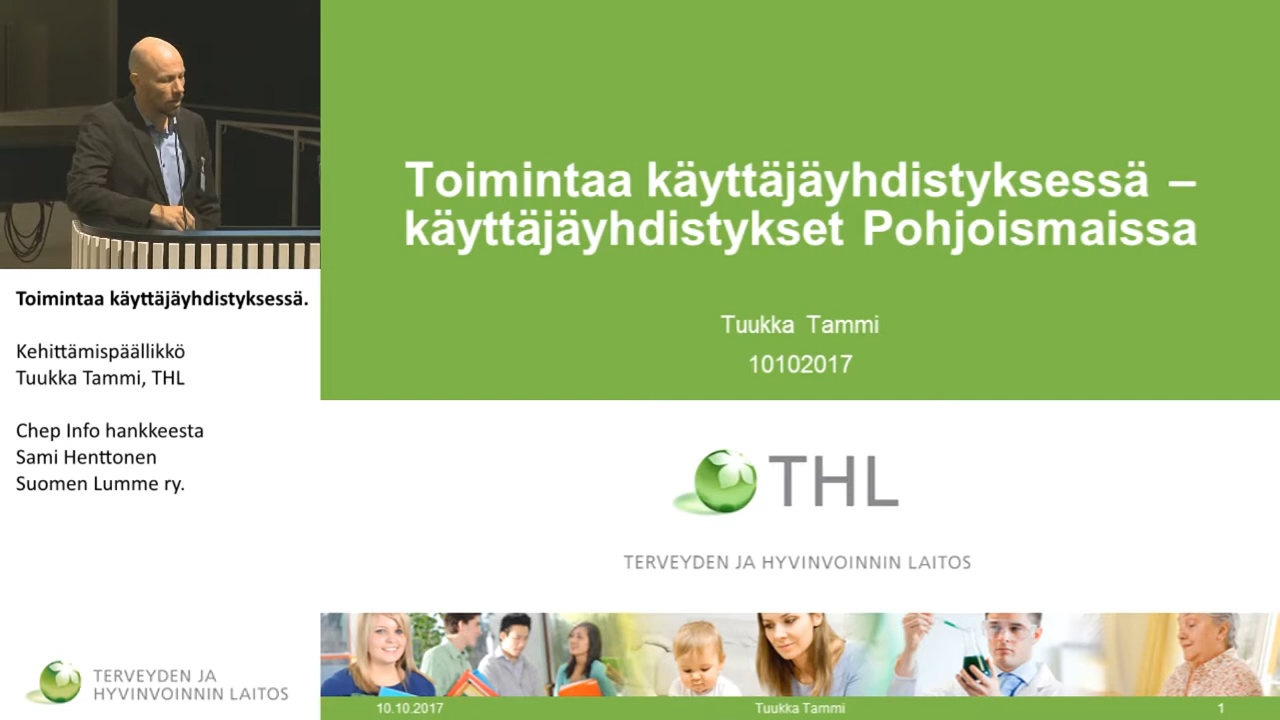 Toimintaa käyttäjäyhdistyksessä.
Kehittämispäällikkö
Tuukka Tammi, THL
Chep Info hankkeesta
Sami Henttonen
Suomen Lumme ry.
TERVEYDEN JA
HYVINVOINNIN LAITOS
Toimintaa käyttäjäyhdistyksessä –
käyttäjäyhdistykset Pohjoismaissa
Tuukka Tammi
10102017
THL
TERVEYDEN JA HYVINVOINNIN LAITOS
10.10.2017
Tuukka Tammi
1